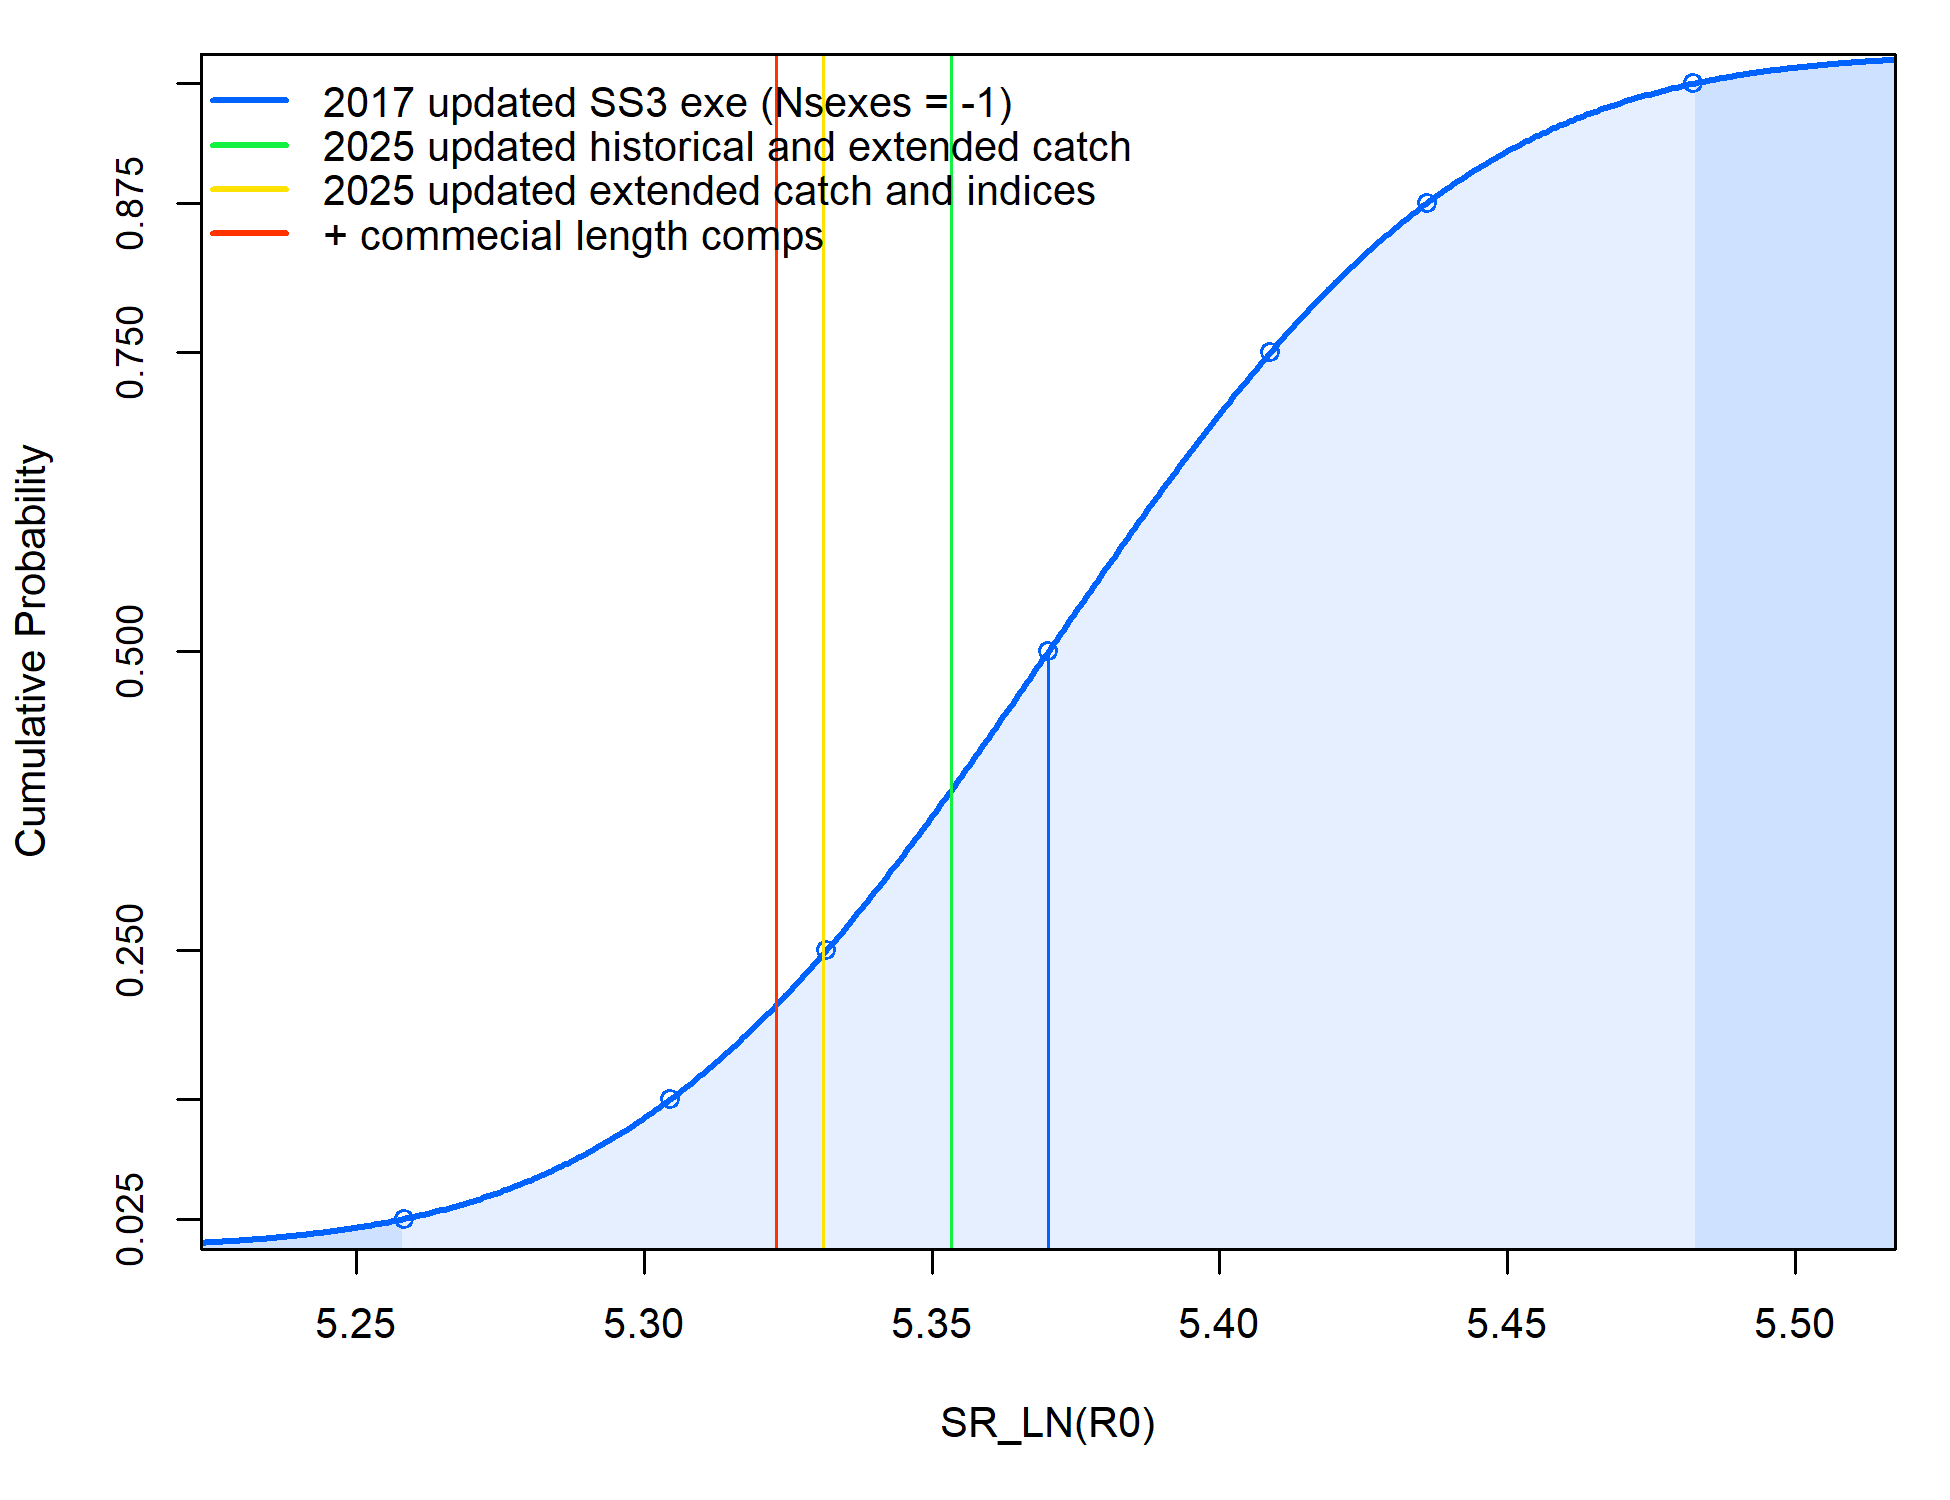 2017 updated SS3 exe (Nsexes = -1)
2025 updated historical and extended catch
2025 updated extended catch and indices
+ commecial length comps
Cumulative Probability
0.875
0.750
0.500
0.250
0.025
5.25 5.30 5.35 5.40 5.45 5.50
SR_LN(R0)